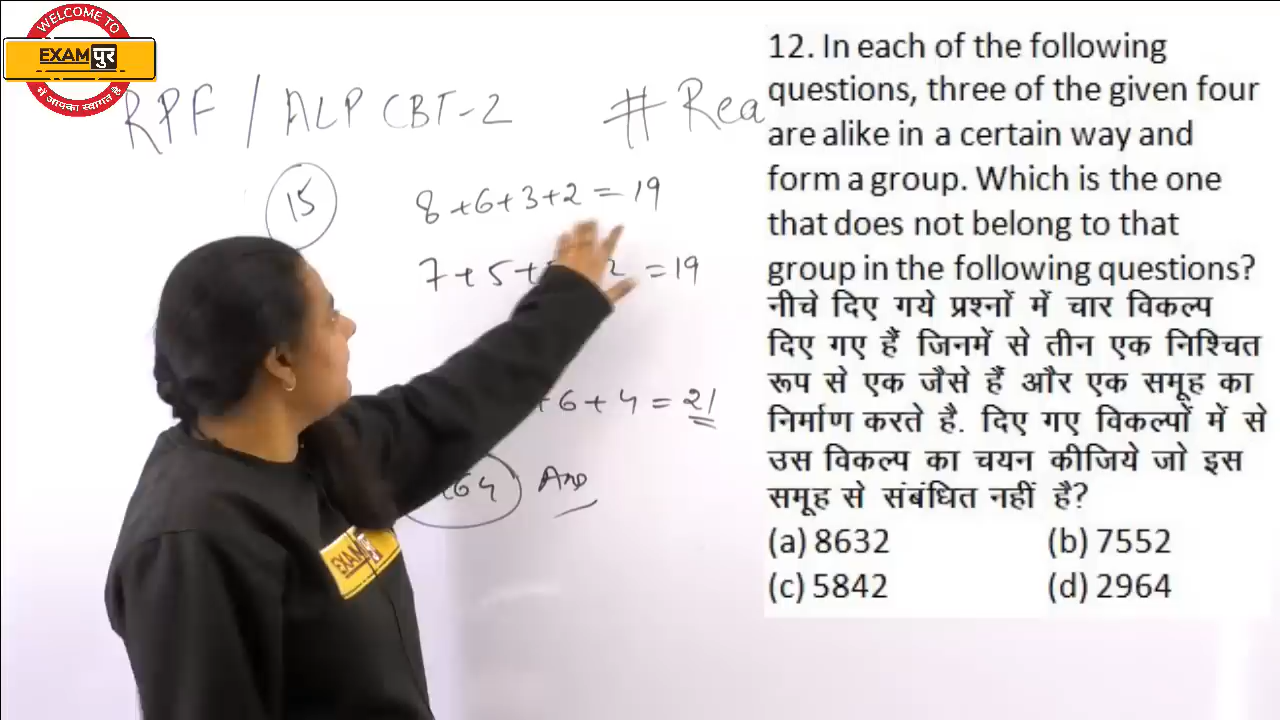 WELCOME TO
EXAMपुर
में आपका स्वागत है
RPF / ALP CBT-2 #Rea
15
8+6+3+2=19
7+5+ 2 =19
+6+4=21
64 Ans
EXAMपुर
12. In each of the following
questions, three of the given four
are alike in a certain way and
form a group. Which is the one
that does not belong to that
group in the following questions?
नीचे दिए गये प्रश्नों में चार विकल्प
दिए गए हैं जिनमें से तीन एक निश्चित
रूप से एक जैसे हैं और एक समूह का
निर्माण करते है. दिए गए विकल्पों में से
उस विकल्प का चयन कीजिये जो इस
समूह से संबंधित नहीं है?
(a) 8632 (b) 7552
(c) 5842 (d) 2964